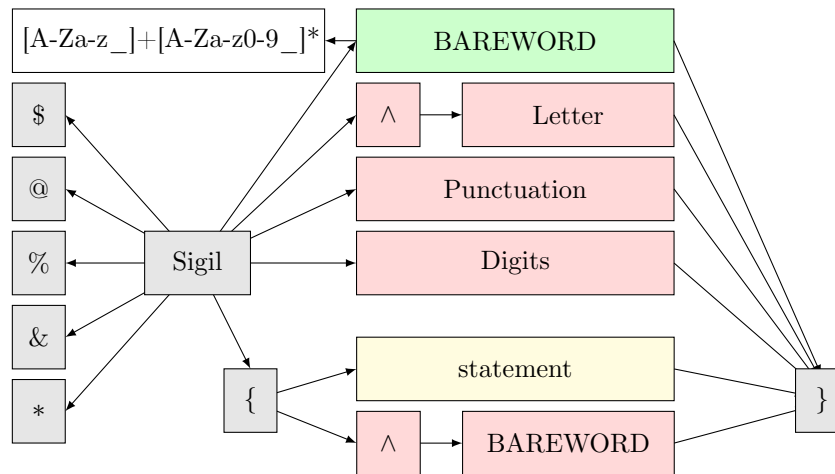 [A-Za-z_]+[A-Za-z0-9_]*
BAREWORD
$
∧
Letter
@
Punctuation
%
Sigil
Digits
&
statement
*
{
}
∧
BAREWORD